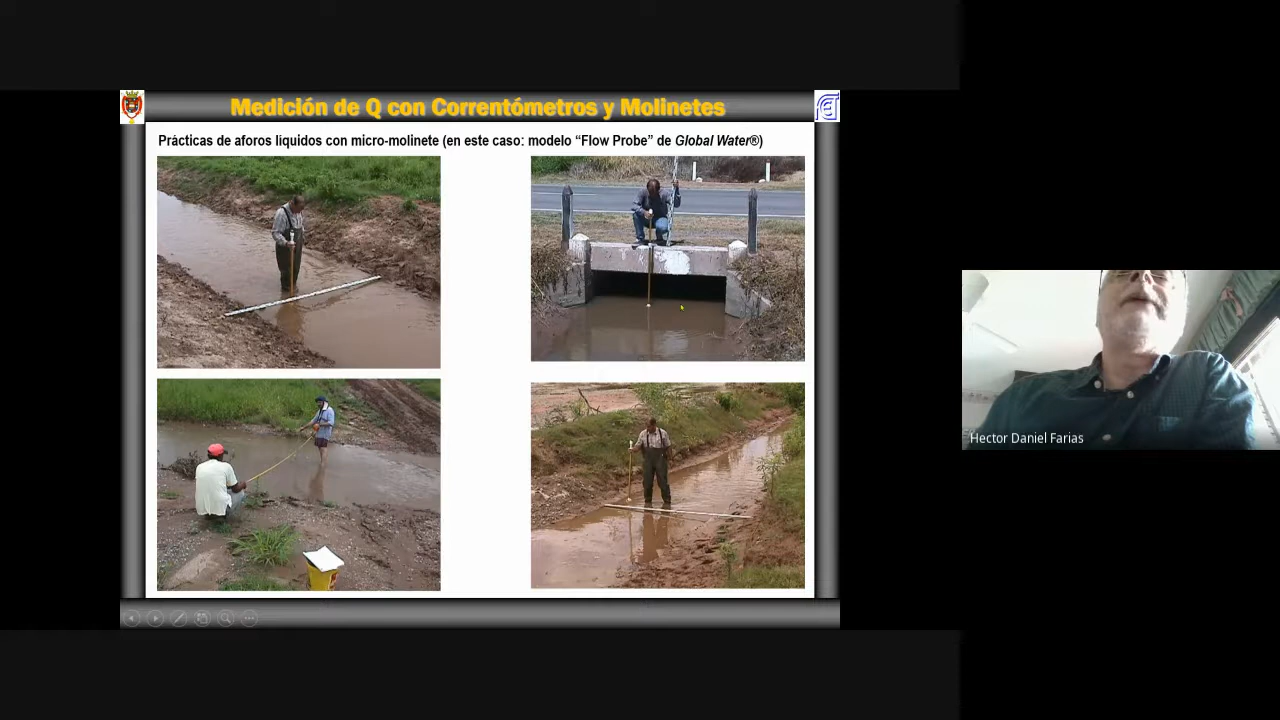 Medición de Q con Correntómetros y Molinetes
Prácticas de aforos líquidos con micro-molinete (en este caso: modelo “Flow Probe” de Global Water®)
Hector Daniel Farias